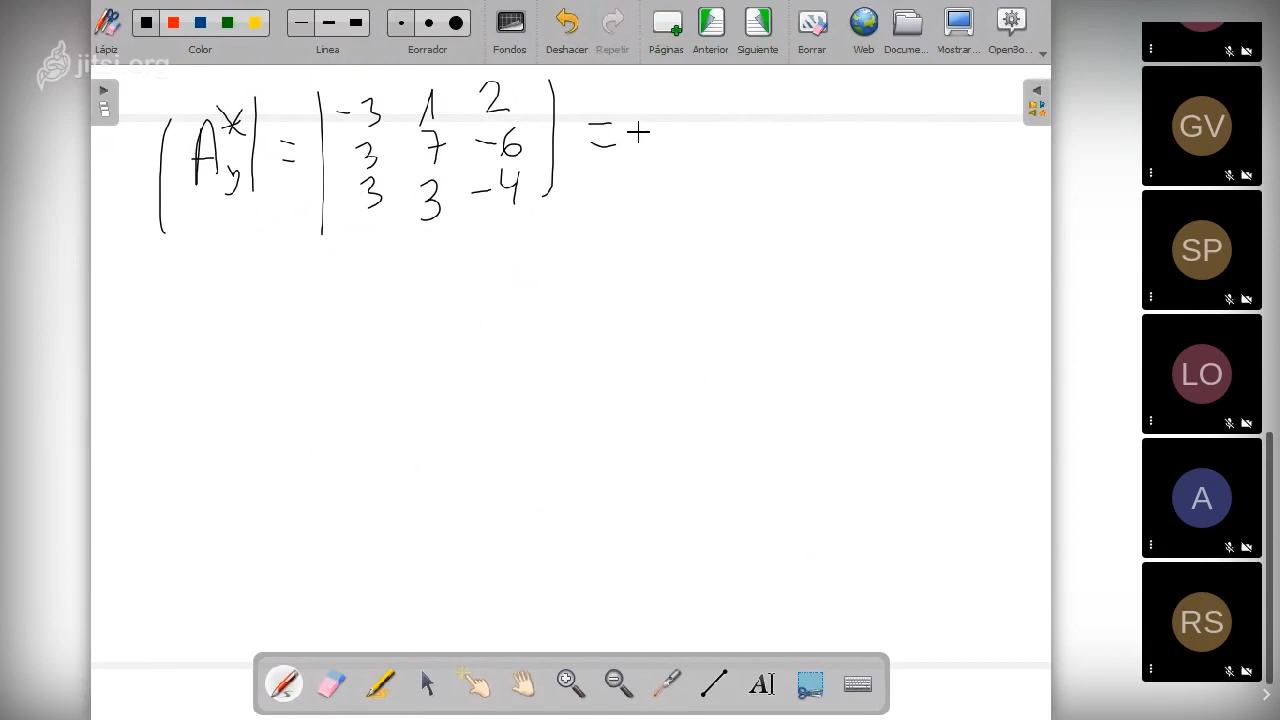 Lápiz Color Línea Borrador Fondos Deshacer Repetir Páginas Anterior Siguiente Borrar Web Docume... Mostrar... OpenBo...
jitsi.org
|A*y| = | -3 1 2 | = +
3 7 -6
3 3 -4
GV
SP
LO
A
RS